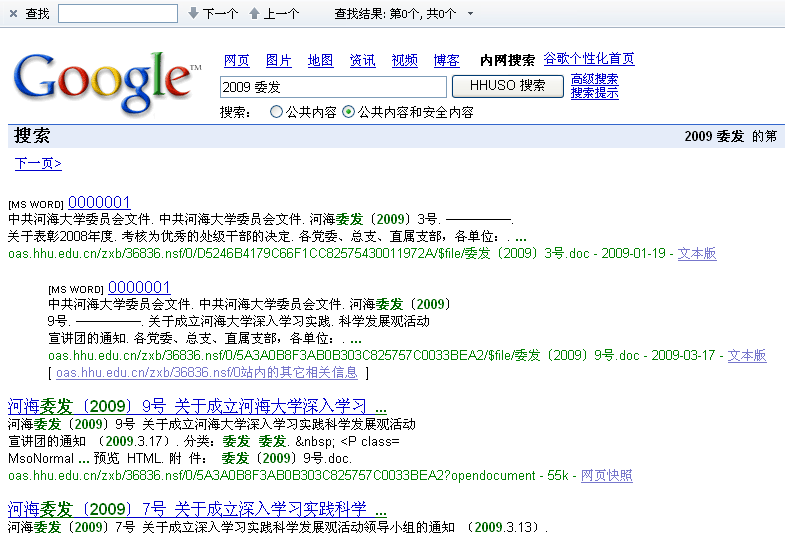 查找 下一个 上一个 查找结果: 第0个, 共0个
Google™ 网页 图片 地图 资讯 视频 博客 内网搜索 谷歌个性化首页
2009 委发 HHUSO 搜索 高级搜索
搜索提示
搜索: 公共内容 公共内容和安全内容
搜索 2009 委发 的第
下一页>
[MS WORD] 0000001
中共河海大学委员会文件. 中共河海大学委员会文件. 河海委发〔2009〕3号. —————.
关于表彰2008年度. 考核为优秀的处级干部的决定. 各党委、总支、直属支部，各单位：. ...
oas.hhu.edu.cn/zxb/36836.nsf/0/D5246B4179C66F1CC82575430011972A/$file/委发〔2009〕3号.doc - 2009-01-19 - 文本版
[MS WORD] 0000001
中共河海大学委员会文件. 中共河海大学委员会文件. 河海委发〔2009〕
9号. —————. 关于成立河海大学深入学习实践. 科学发展观活动
宣讲团的通知. 各党委、总支、直属支部，各单位：. ...
oas.hhu.edu.cn/zxb/36836.nsf/0/5A3A0B8F3AB0B303C825757C0033BEA2/$file/委发〔2009〕9号.doc - 2009-03-17 - 文本版
[ oas.hhu.edu.cn/zxb/36836.nsf/0站内的其它相关信息 ]
河海委发〔2009〕9号 关于成立河海大学深入学习 ...
河海委发〔2009〕9号 关于成立河海大学深入学习实践科学发展观活动
宣讲团的通知 （2009.3.17）. 分类：委发 委发. &nbsp; <P class=
MsoNormal ... 预览 HTML. 附 件： 委发〔2009〕9号.doc.
oas.hhu.edu.cn/zxb/36836.nsf/0/5A3A0B8F3AB0B303C825757C0033BEA2?opendocument - 55k - 网页快照
河海委发〔2009〕7号 关于成立深入学习实践科学 ...
河海委发〔2009〕7号 关于成立深入学习实践科学发展观活动领导小组的通知 （2009.3.13）.